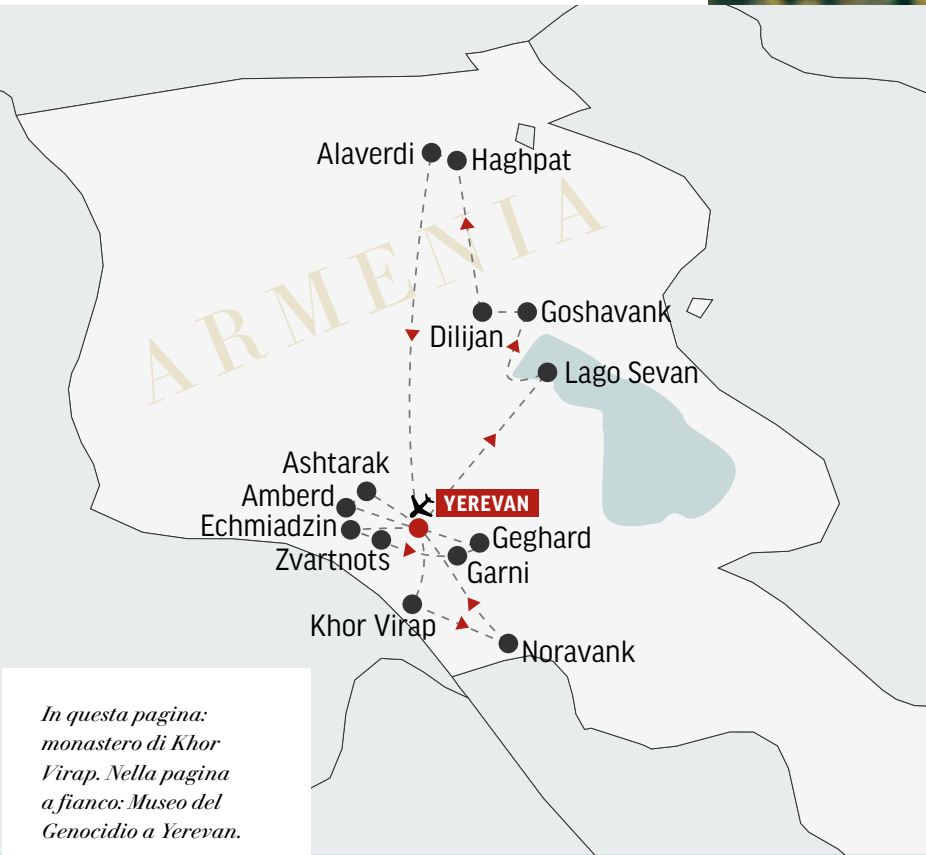 Alaverdi
Haghpat
ARMENIA
Goshavank
Dilijan
Lago Sevan
Ashtarak
Amberd
YEREVAN
Echmiadzin
Geghard
Zvartnots
Garni
Khor Virap
Noravank
In questa pagina:
monastero di Khor
Virap. Nella pagina
a fianco: Museo del
Genocidio a Yerevan.